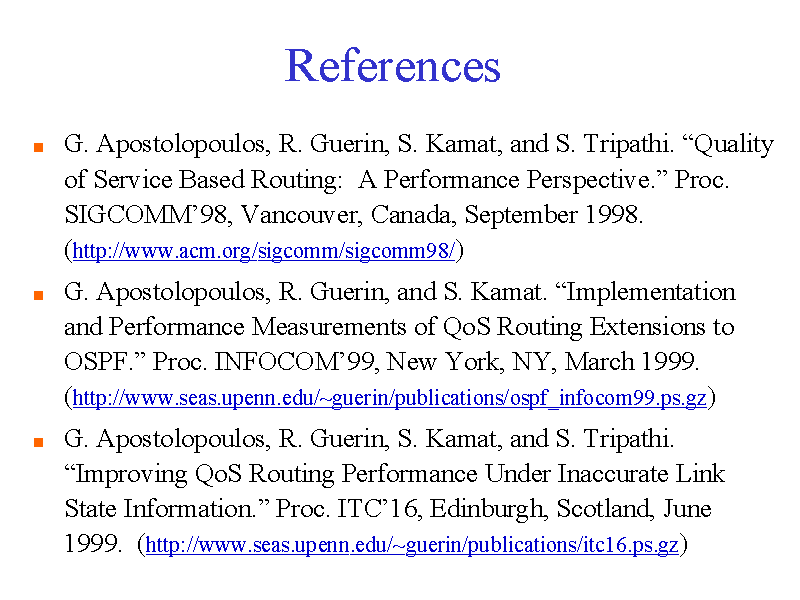 References
G. Apostolopoulos, R. Guerin, S. Kamat, and S. Tripathi. “Quality
of Service Based Routing:  A Performance Perspective.” Proc.
SIGCOMM’98, Vancouver, Canada, September 1998.
(http://www.acm.org/sigcomm/sigcomm98/)
G. Apostolopoulos, R. Guerin, and S. Kamat. “Implementation
and Performance Measurements of QoS Routing Extensions to
OSPF.” Proc. INFOCOM’99, New York, NY, March 1999.
(http://www.seas.upenn.edu/~guerin/publications/ospf_infocom99.ps.gz)
G. Apostolopoulos, R. Guerin, S. Kamat, and S. Tripathi.
“Improving QoS Routing Performance Under Inaccurate Link
State Information.” Proc. ITC’16, Edinburgh, Scotland, June
1999.  (http://www.seas.upenn.edu/~guerin/publications/itc16.ps.gz)